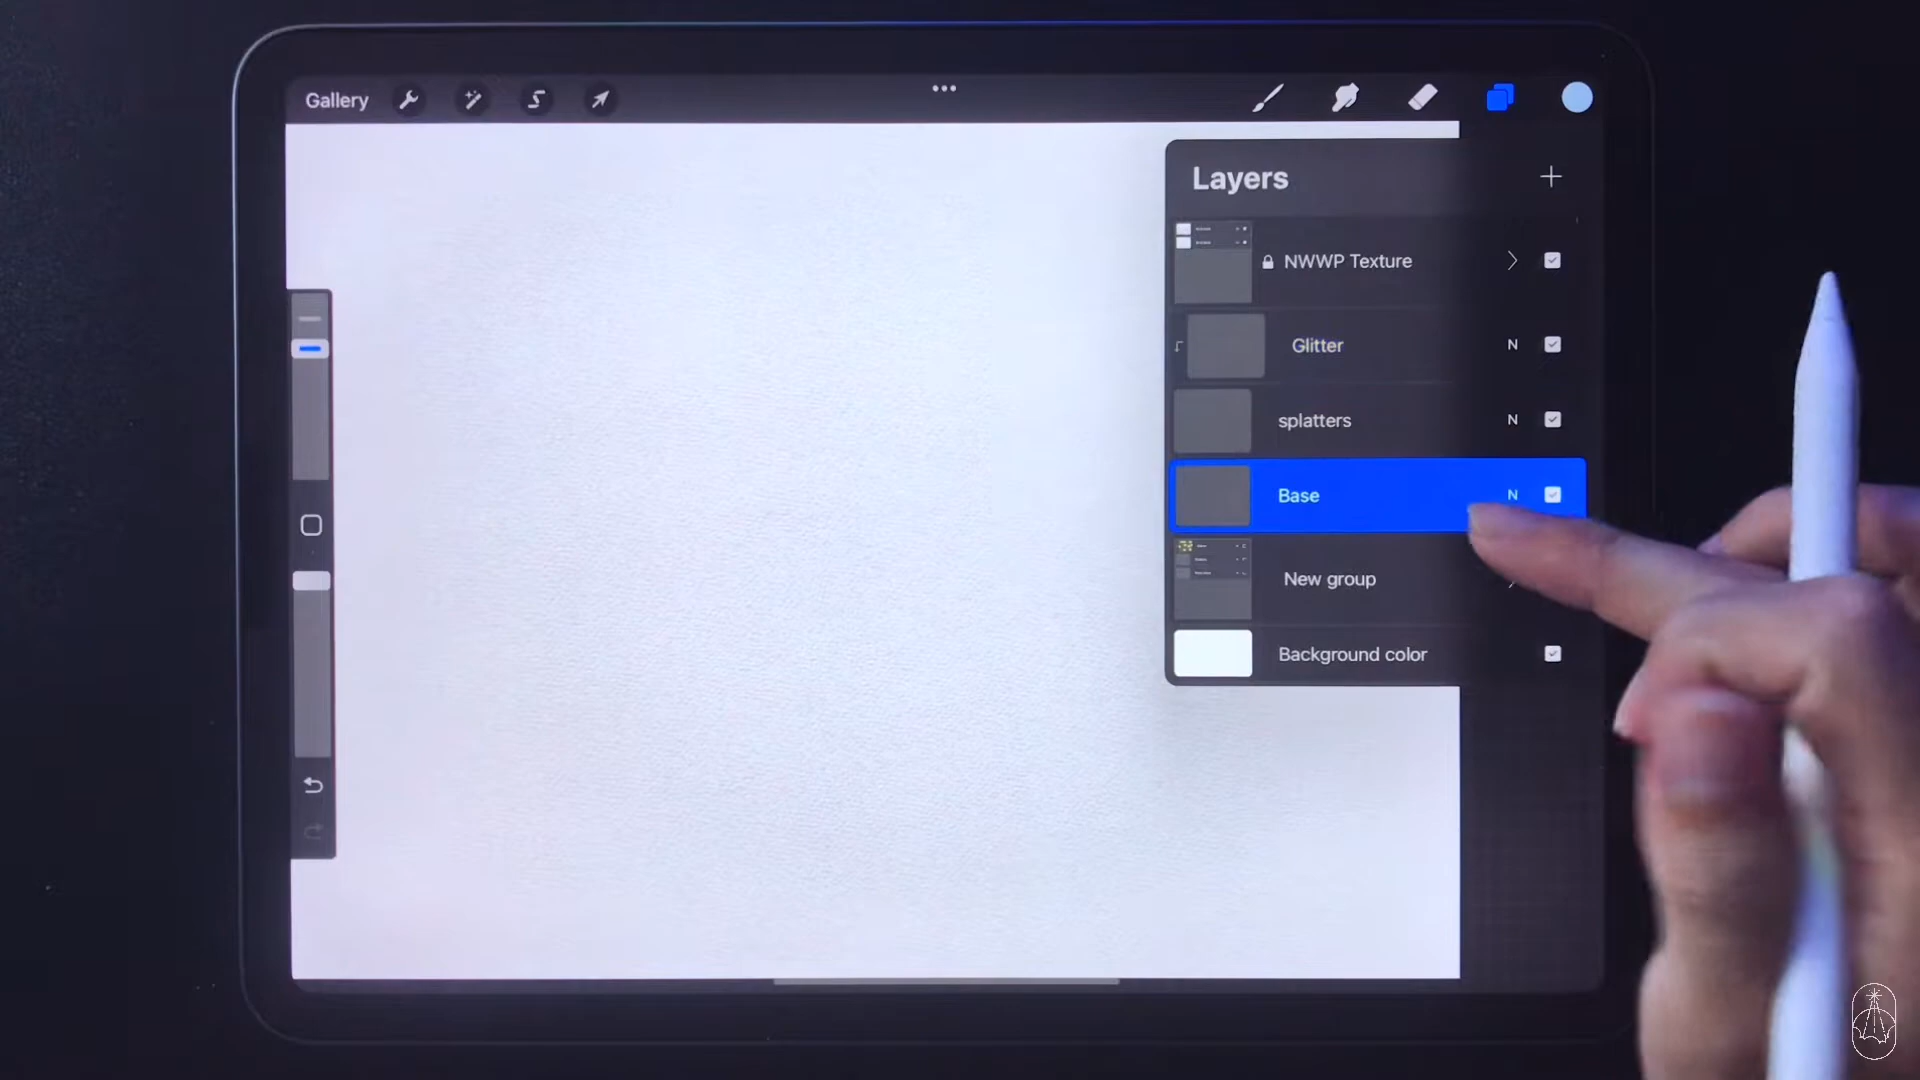 Gallery
Layers
NWWP Texture
Glitter N
splatters N
Base N
New group
Background color